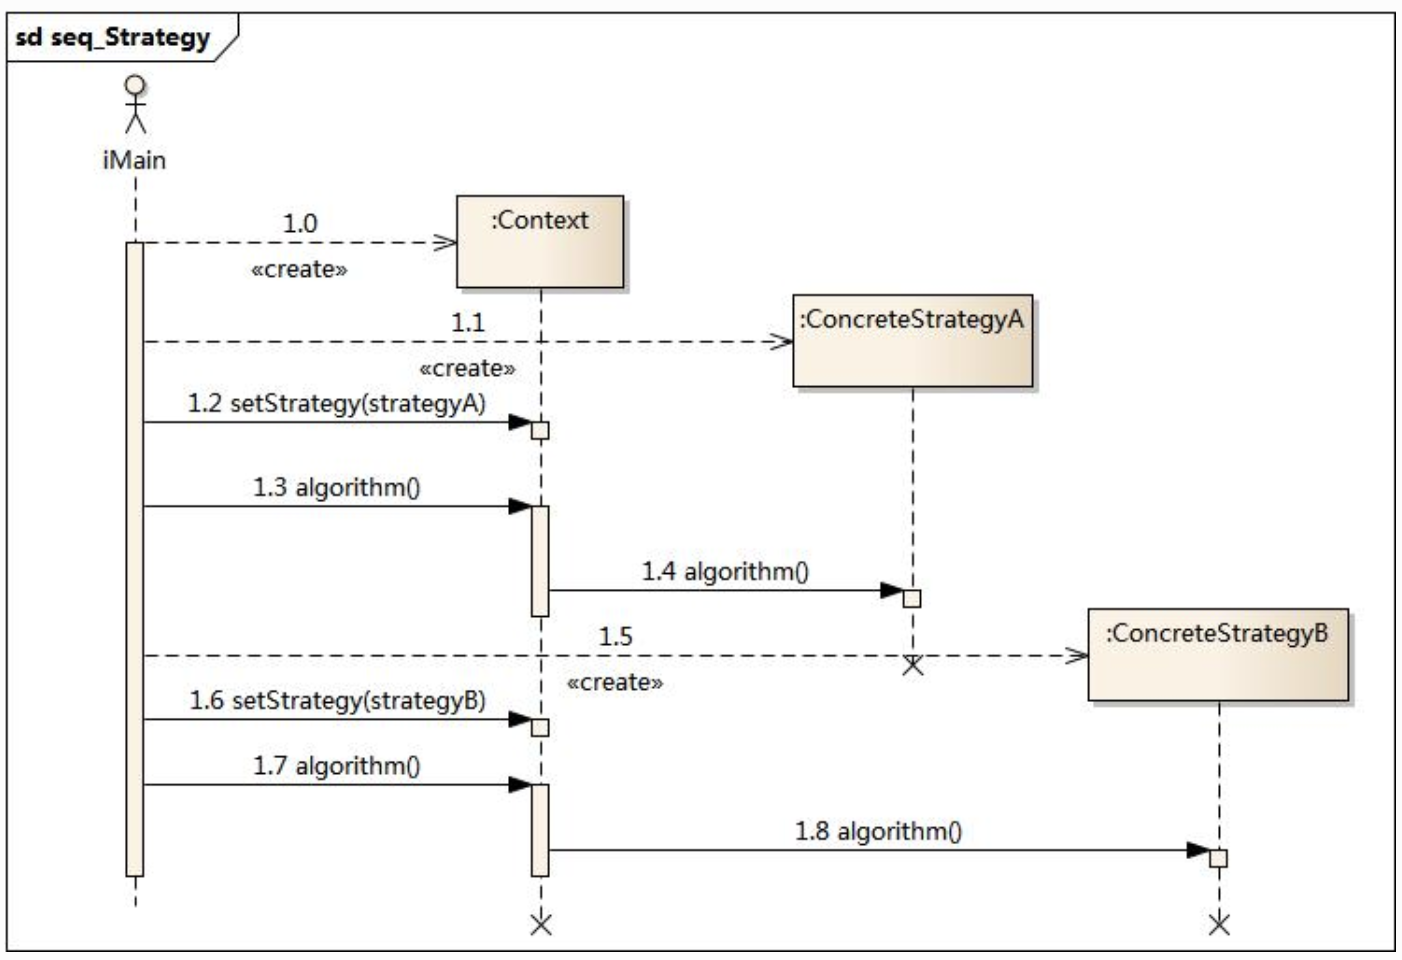 sd seq_Strategy
iMain
1.0
:Context
«create»
1.1
:ConcreteStrategyA
«create»
1.2 setStrategy(strategyA)
1.3 algorithm()
1.4 algorithm()
1.5
:ConcreteStrategyB
«create»
1.6 setStrategy(strategyB)
1.7 algorithm()
1.8 algorithm()